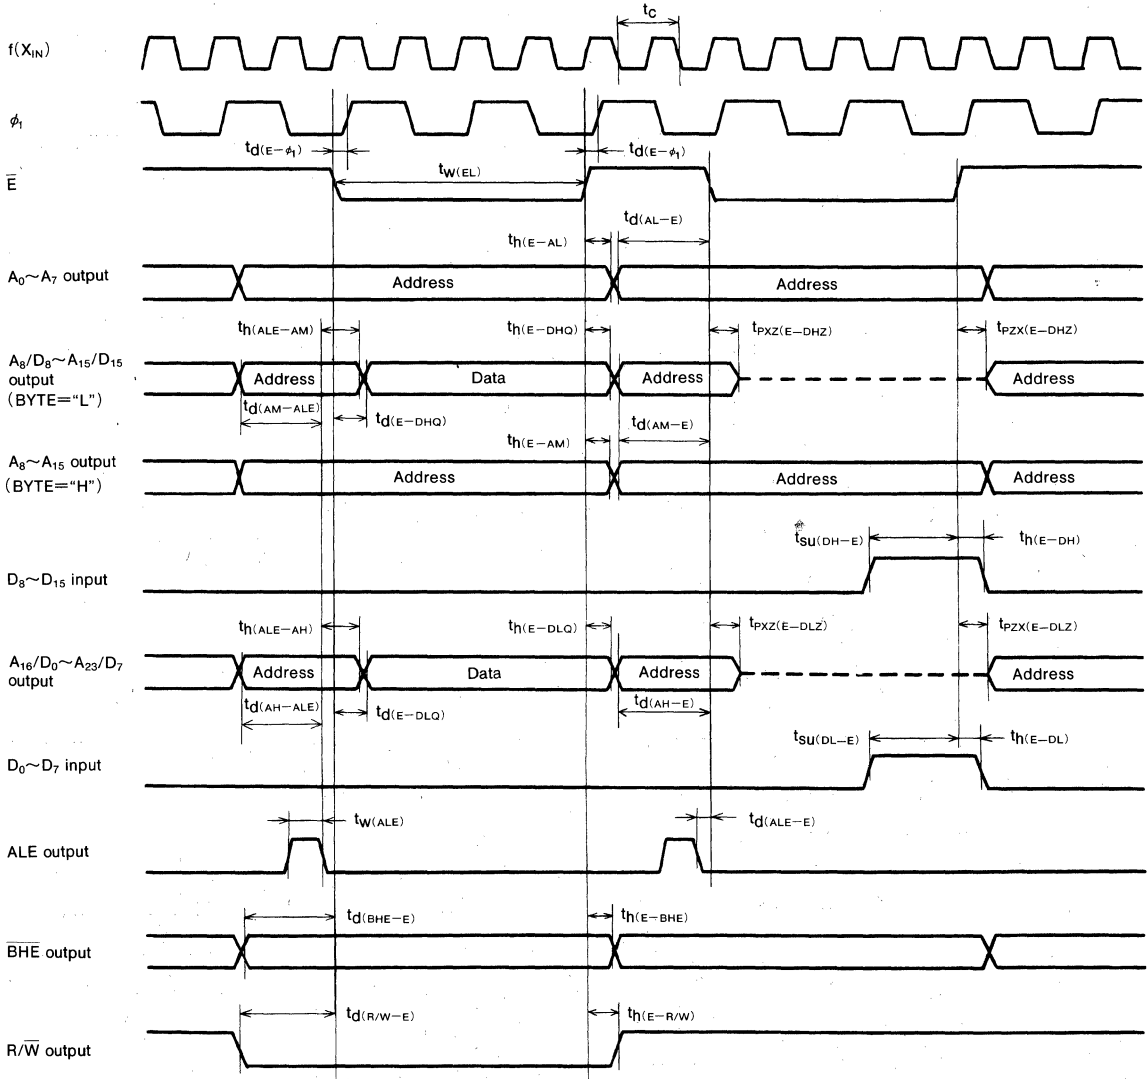 tC
f(XIN)
φ1
td(E−φ1)
td(E−φ1)
E̅
tw(EL)
td(AL−E)
th(E−AL)
A0~A7 output
Address
Address
th(ALE−AM)
th(E−DHQ)
tPXZ(E−DHZ)
tPZX(E−DHZ)
A8/D8~A15/D15
output
(BYTE="L")
Address
Data
Address
Address
td(AM−ALE)
td(E−DHQ)
td(AM−E)
th(E−AM)
A8~A15 output
(BYTE="H")
Address
Address
Address
tsu(DH−E)
th(E−DH)
D8~D15 input
th(ALE−AH)
th(E−DLQ)
tPXZ(E−DLZ)
tPZX(E−DLZ)
A16/D0~A23/D7
output
Address
Data
Address
Address
td(AH−ALE)
td(E−DLQ)
td(AH−E)
tsu(DL−E)
th(E−DL)
D0~D7 input
tw(ALE)
td(ALE−E)
ALE output
td(BHE−E)
th(E−BHE)
B̅H̅E̅ output
td(R/W−E)
th(E−R/W)
R/W̅ output